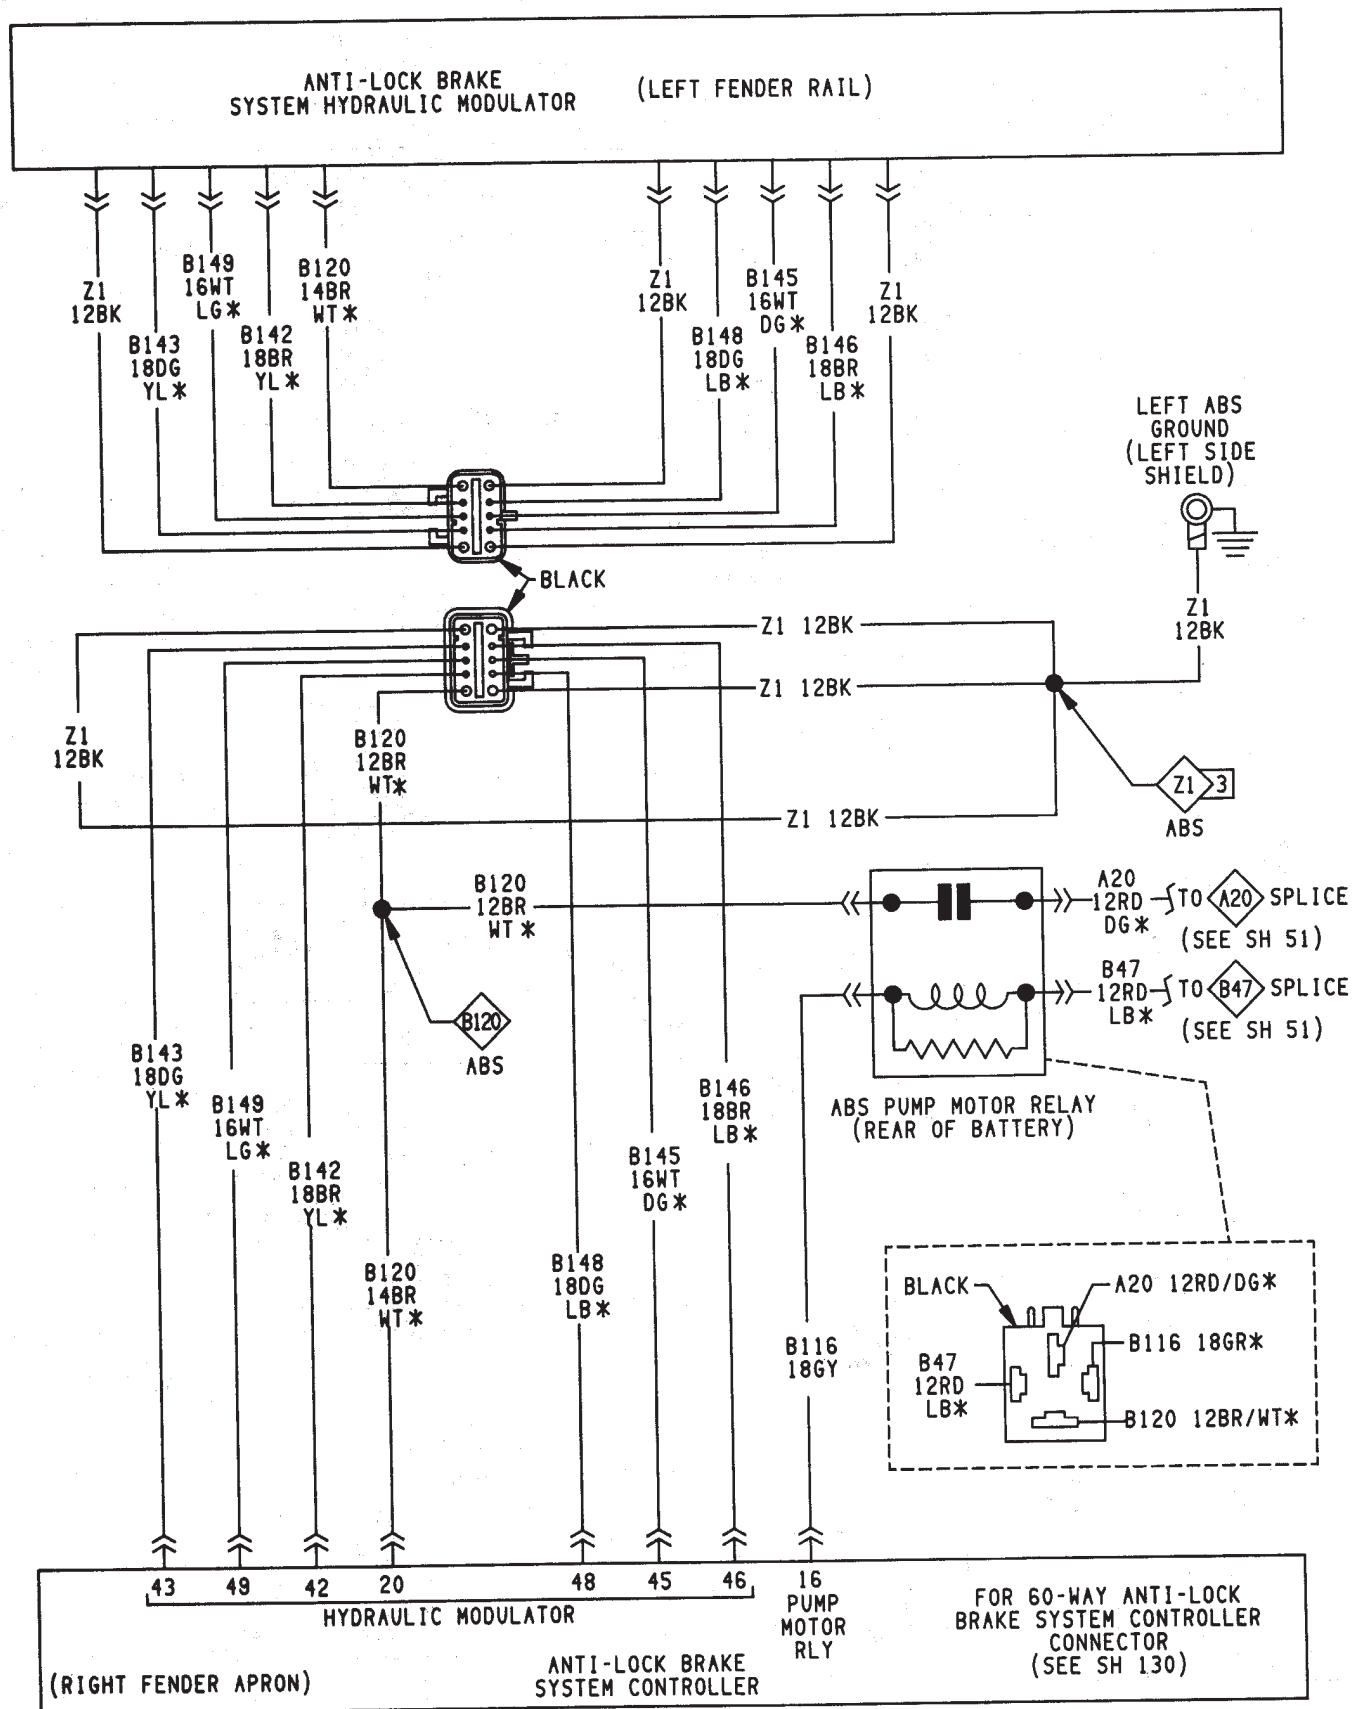 ANTI-LOCK BRAKE
SYSTEM HYDRAULIC MODULATOR
(LEFT FENDER RAIL)
Z1
12BK
B143
18DG
YL*
B149
16WT
LG*
B142
18BR
YL*
B120
14BR
WT*
Z1
12BK
B148
18DG
LB*
B145
16WT
DG*
B146
18BR
LB*
Z1
12BK
LEFT ABS
GROUND
(LEFT SIDE
SHIELD)
BLACK
Z1 12BK
Z1
12BK
Z1 12BK
Z1
12BK
B120
12BR
WT*
Z1 3
ABS
Z1 12BK
B120
12BR
WT*
A20
12RD
DG*
TO A20 SPLICE
(SEE SH 51)
B47
12RD
LB*
TO B47 SPLICE
(SEE SH 51)
B120
ABS
B143
18DG
YL*
B149
16WT
LG*
B142
18BR
YL*
B120
14BR
WT*
B148
18DG
LB*
B145
16WT
DG*
B146
18BR
LB*
ABS PUMP MOTOR RELAY
(REAR OF BATTERY)
B116
18GY
BLACK
A20 12RD/DG*
B116 18GR*
B47
12RD
LB*
B120 12BR/WT*
43 49 42 20 48 45 46 16
HYDRAULIC MODULATOR
PUMP
MOTOR
RLY
FOR 60-WAY ANTI-LOCK
BRAKE SYSTEM CONTROLLER
CONNECTOR
(SEE SH 130)
(RIGHT FENDER APRON)
ANTI-LOCK BRAKE
SYSTEM CONTROLLER